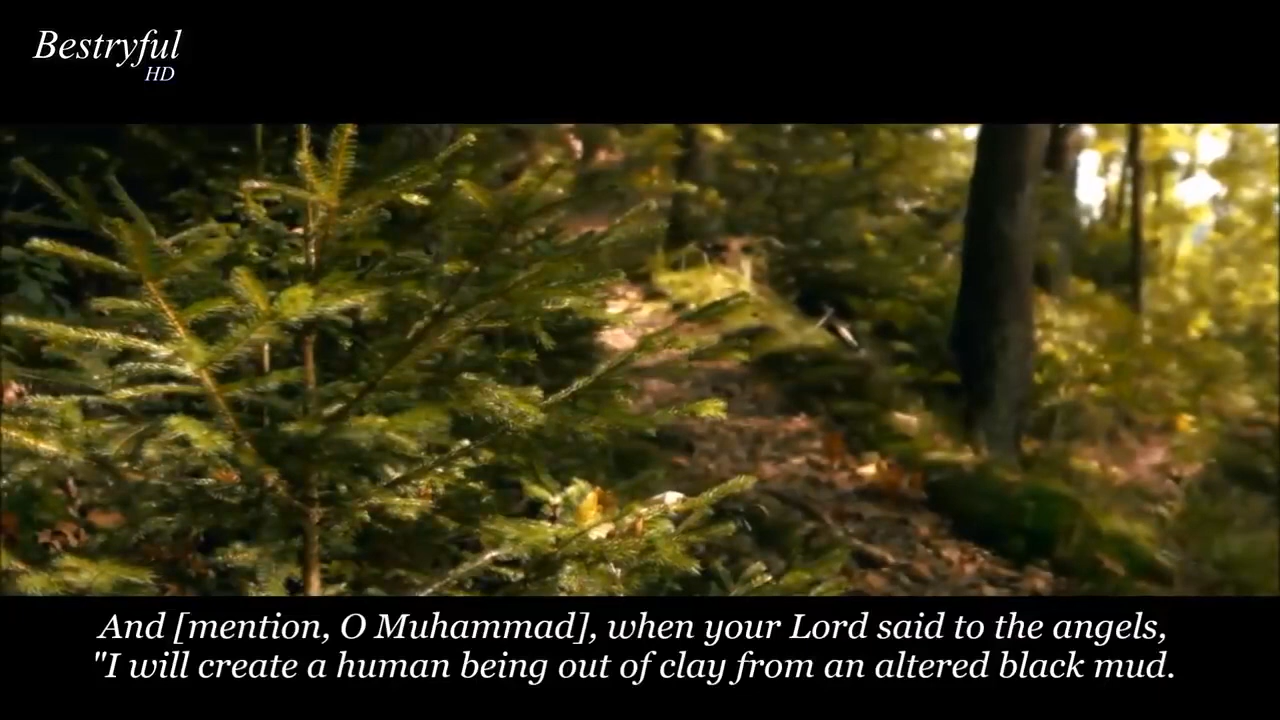 Bestryful
HD
And [mention, O Muhammad], when your Lord said to the angels,
"I will create a human being out of clay from an altered black mud.